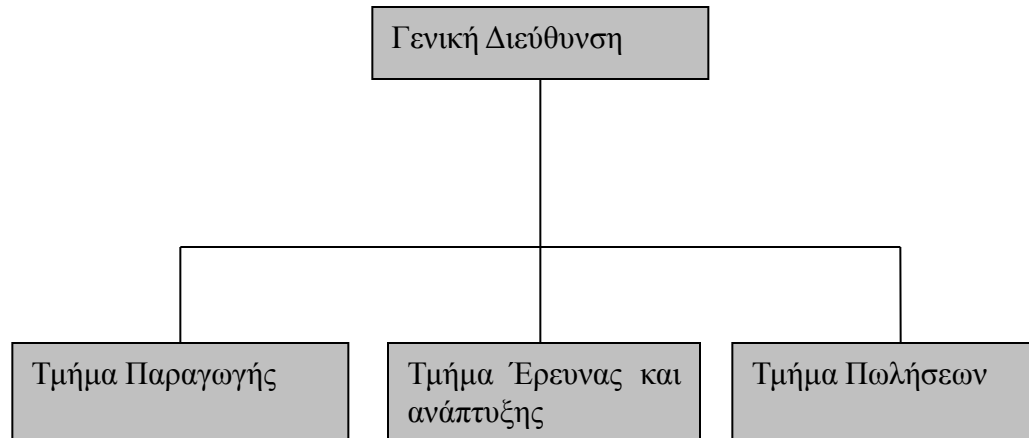 Γενική Διεύθυνση
Τμήμα Παραγωγής
Τμήμα Έρευνας και
ανάπτυξης
Τμήμα Πωλήσεων